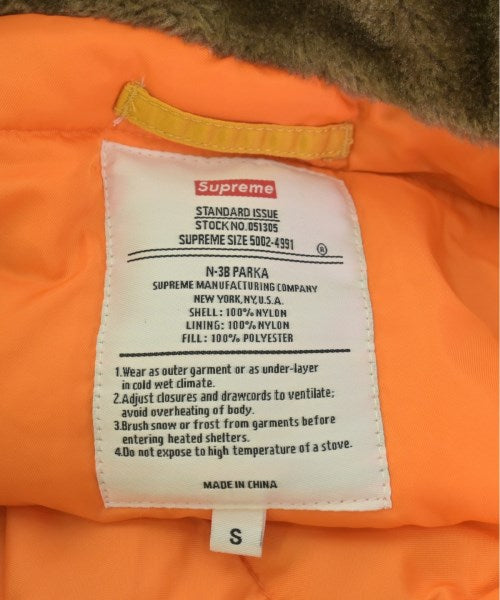 Supreme
STANDARD ISSUE
STOCK NO. 051305
SUPREME SIZE 5002-4991
®
N-3B PARKA
SUPREME MANUFACTURING COMPANY
NEW YORK, NY, U.S.A.
SHELL: 100% NYLON
LINING: 100% NYLON
FILL: 100% POLYESTER
1.Wear as outer garment or as under-layer
in cold wet climate.
2.Adjust closures and drawcords to ventilate;
avoid overheating of body.
3.Brush snow or frost from garments before
entering heated shelters.
4.Do not expose to high temperature of a stove.
MADE IN CHINA
S